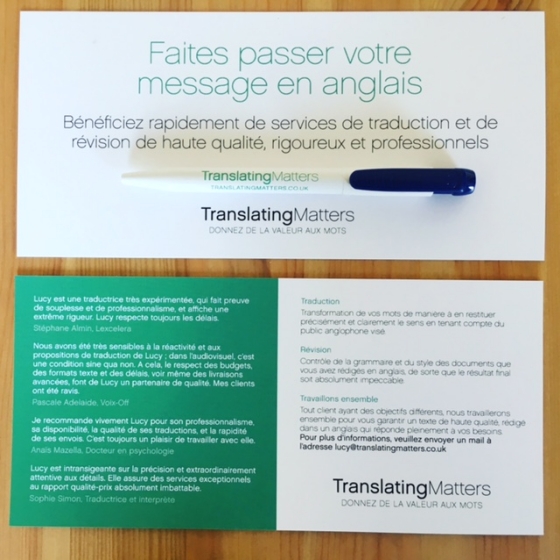 Faites passer votre
message en anglais
Bénéficiez rapidement de services de traduction et de
révision de haute qualité, rigoureux et professionnels
TranslatingMatters
TRANSLATINGMATTERS.CO.UK
TranslatingMatters
DONNEZ DE LA VALEUR AUX MOTS
Lucy est une traductrice très expérimentée, qui fait preuve
de souplesse et de professionnalisme, et affiche une
extrême rigueur. Lucy respecte toujours les délais.
Stéphane Almin, Lexcelera
Nous avons été très sensibles à la réactivité et aux
propositions de traduction de Lucy ; dans l'audiovisuel, c'est
une condition sine qua non. À cela, le respect des budgets,
des formats texte et des délais, voir même des livraisons
avancées, font de Lucy un partenaire de qualité. Mes clients
ont été ravis.
Pascale Adelaide, Voix-Off
Je recommande vivement Lucy pour son professionnalisme,
sa disponibilité, la qualité de ses traductions, et la rapidité
de ses envois. C'est toujours un plaisir de travailler avec elle.
Anaïs Mazella, Docteur en psychologie
Lucy est intransigeante sur la précision et extraordinairement
attentive aux détails. Elle assure des services exceptionnels
au rapport qualité-prix absolument imbattable.
Sophie Simon, Traductrice et interprète
Traduction
Transformation de vos mots de manière à en restituer
précisément et clairement le sens en tenant compte du
public anglophone visé.
Révision
Contrôle de la grammaire et du style des documents que
vous avez rédigés en anglais, de sorte que le résultat final
soit absolument impeccable.
Travaillons ensemble
Tout client ayant des objectifs différents, nous travaillerons
ensemble pour vous garantir un texte de haute qualité, rédigé
dans un anglais qui réponde pleinement à vos besoins.
Pour plus d'informations, veuillez envoyer un mail à
l'adresse lucy@translatingmatters.co.uk
TranslatingMatters
DONNEZ DE LA VALEUR AUX MOTS